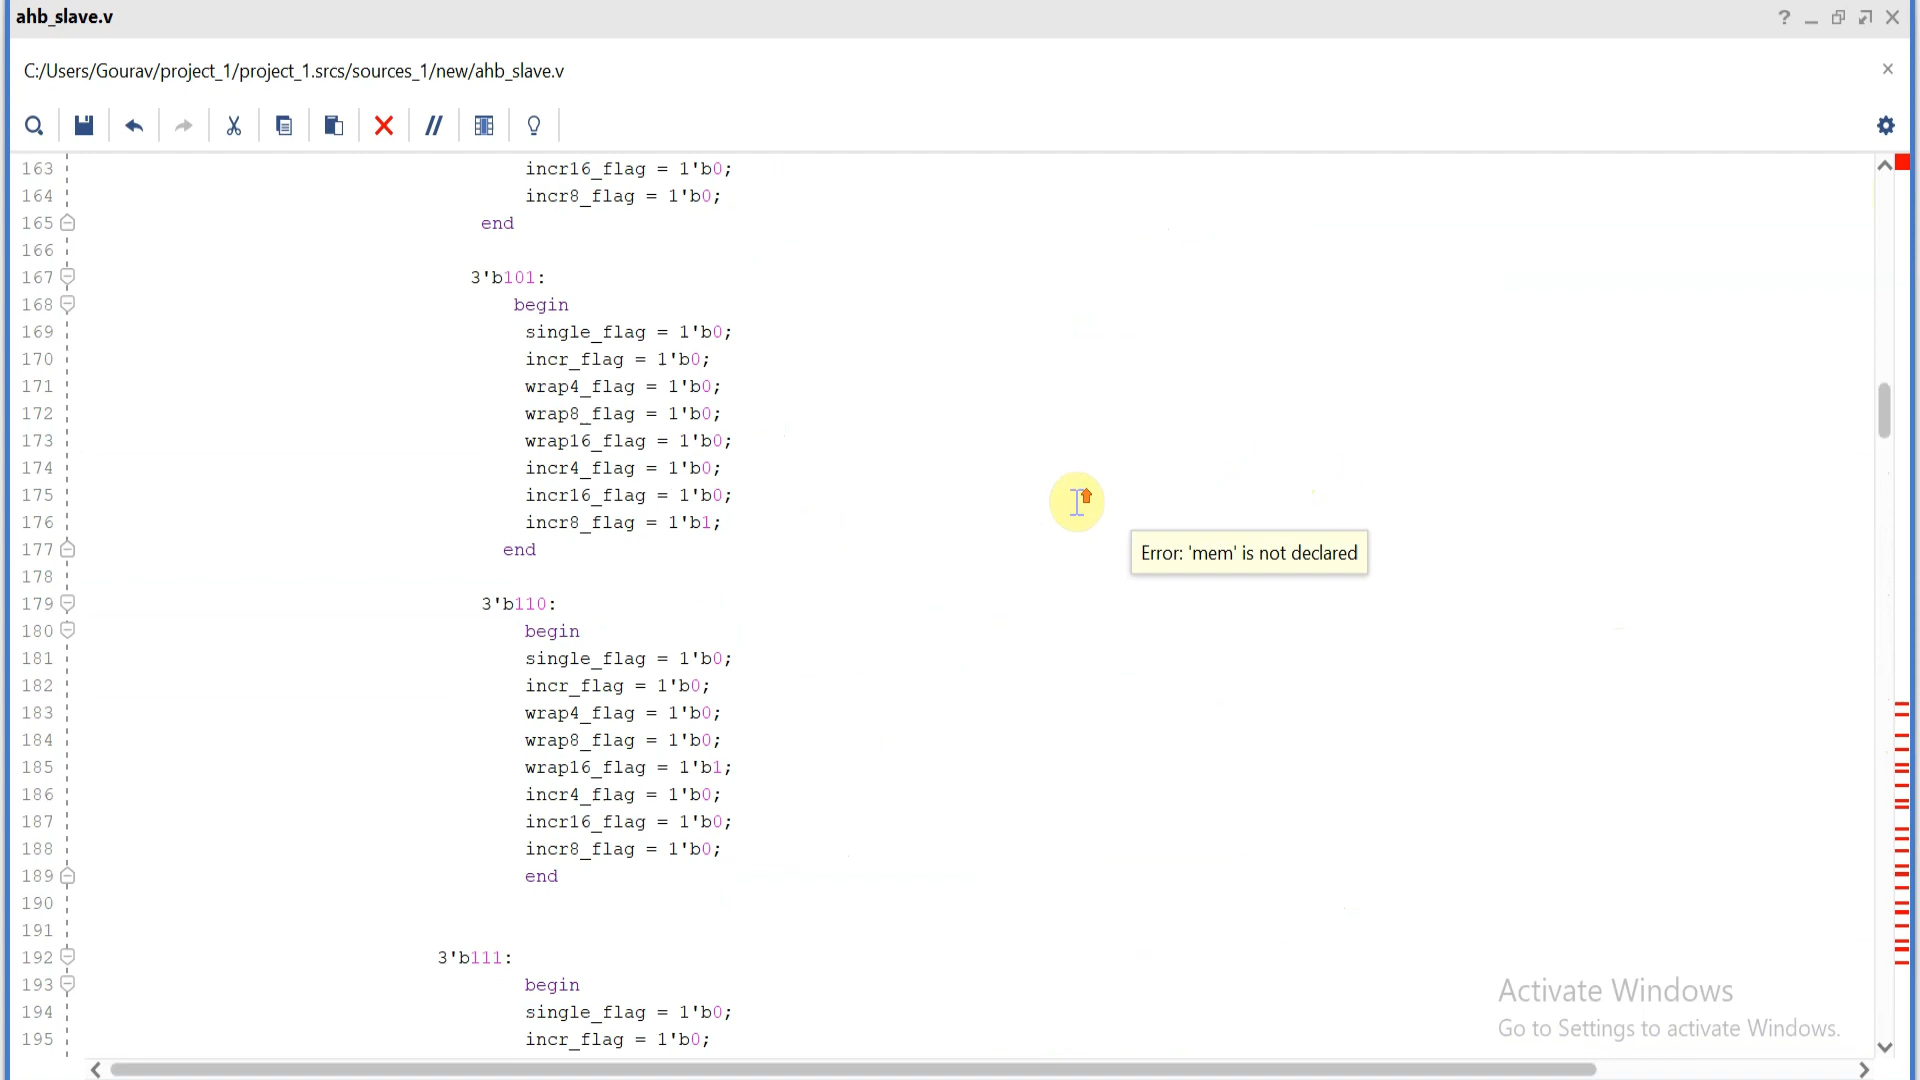 ahb_slave.v
C:/Users/Gourav/project_1/project_1.srcs/sources_1/new/ahb_slave.v
163 incr16_flag = 1'b0;
164 incr8_flag = 1'b0;
165 end
166
167 3'b101:
168 begin
169 single_flag = 1'b0;
170 incr_flag = 1'b0;
171 wrap4_flag = 1'b0;
172 wrap8_flag = 1'b0;
173 wrap16_flag = 1'b0;
174 incr4_flag = 1'b0;
175 incr16_flag = 1'b0;
176 incr8_flag = 1'b1;
Error: 'mem' is not declared
177 end
178
179 3'b110:
180 begin
181 single_flag = 1'b0;
182 incr_flag = 1'b0;
183 wrap4_flag = 1'b0;
184 wrap8_flag = 1'b0;
185 wrap16_flag = 1'b1;
186 incr4_flag = 1'b0;
187 incr16_flag = 1'b0;
188 incr8_flag = 1'b0;
189 end
190
191
192 3'b111:
193 begin
194 single_flag = 1'b0;
195 incr_flag = 1'b0;
Activate Windows
Go to Settings to activate Windows.